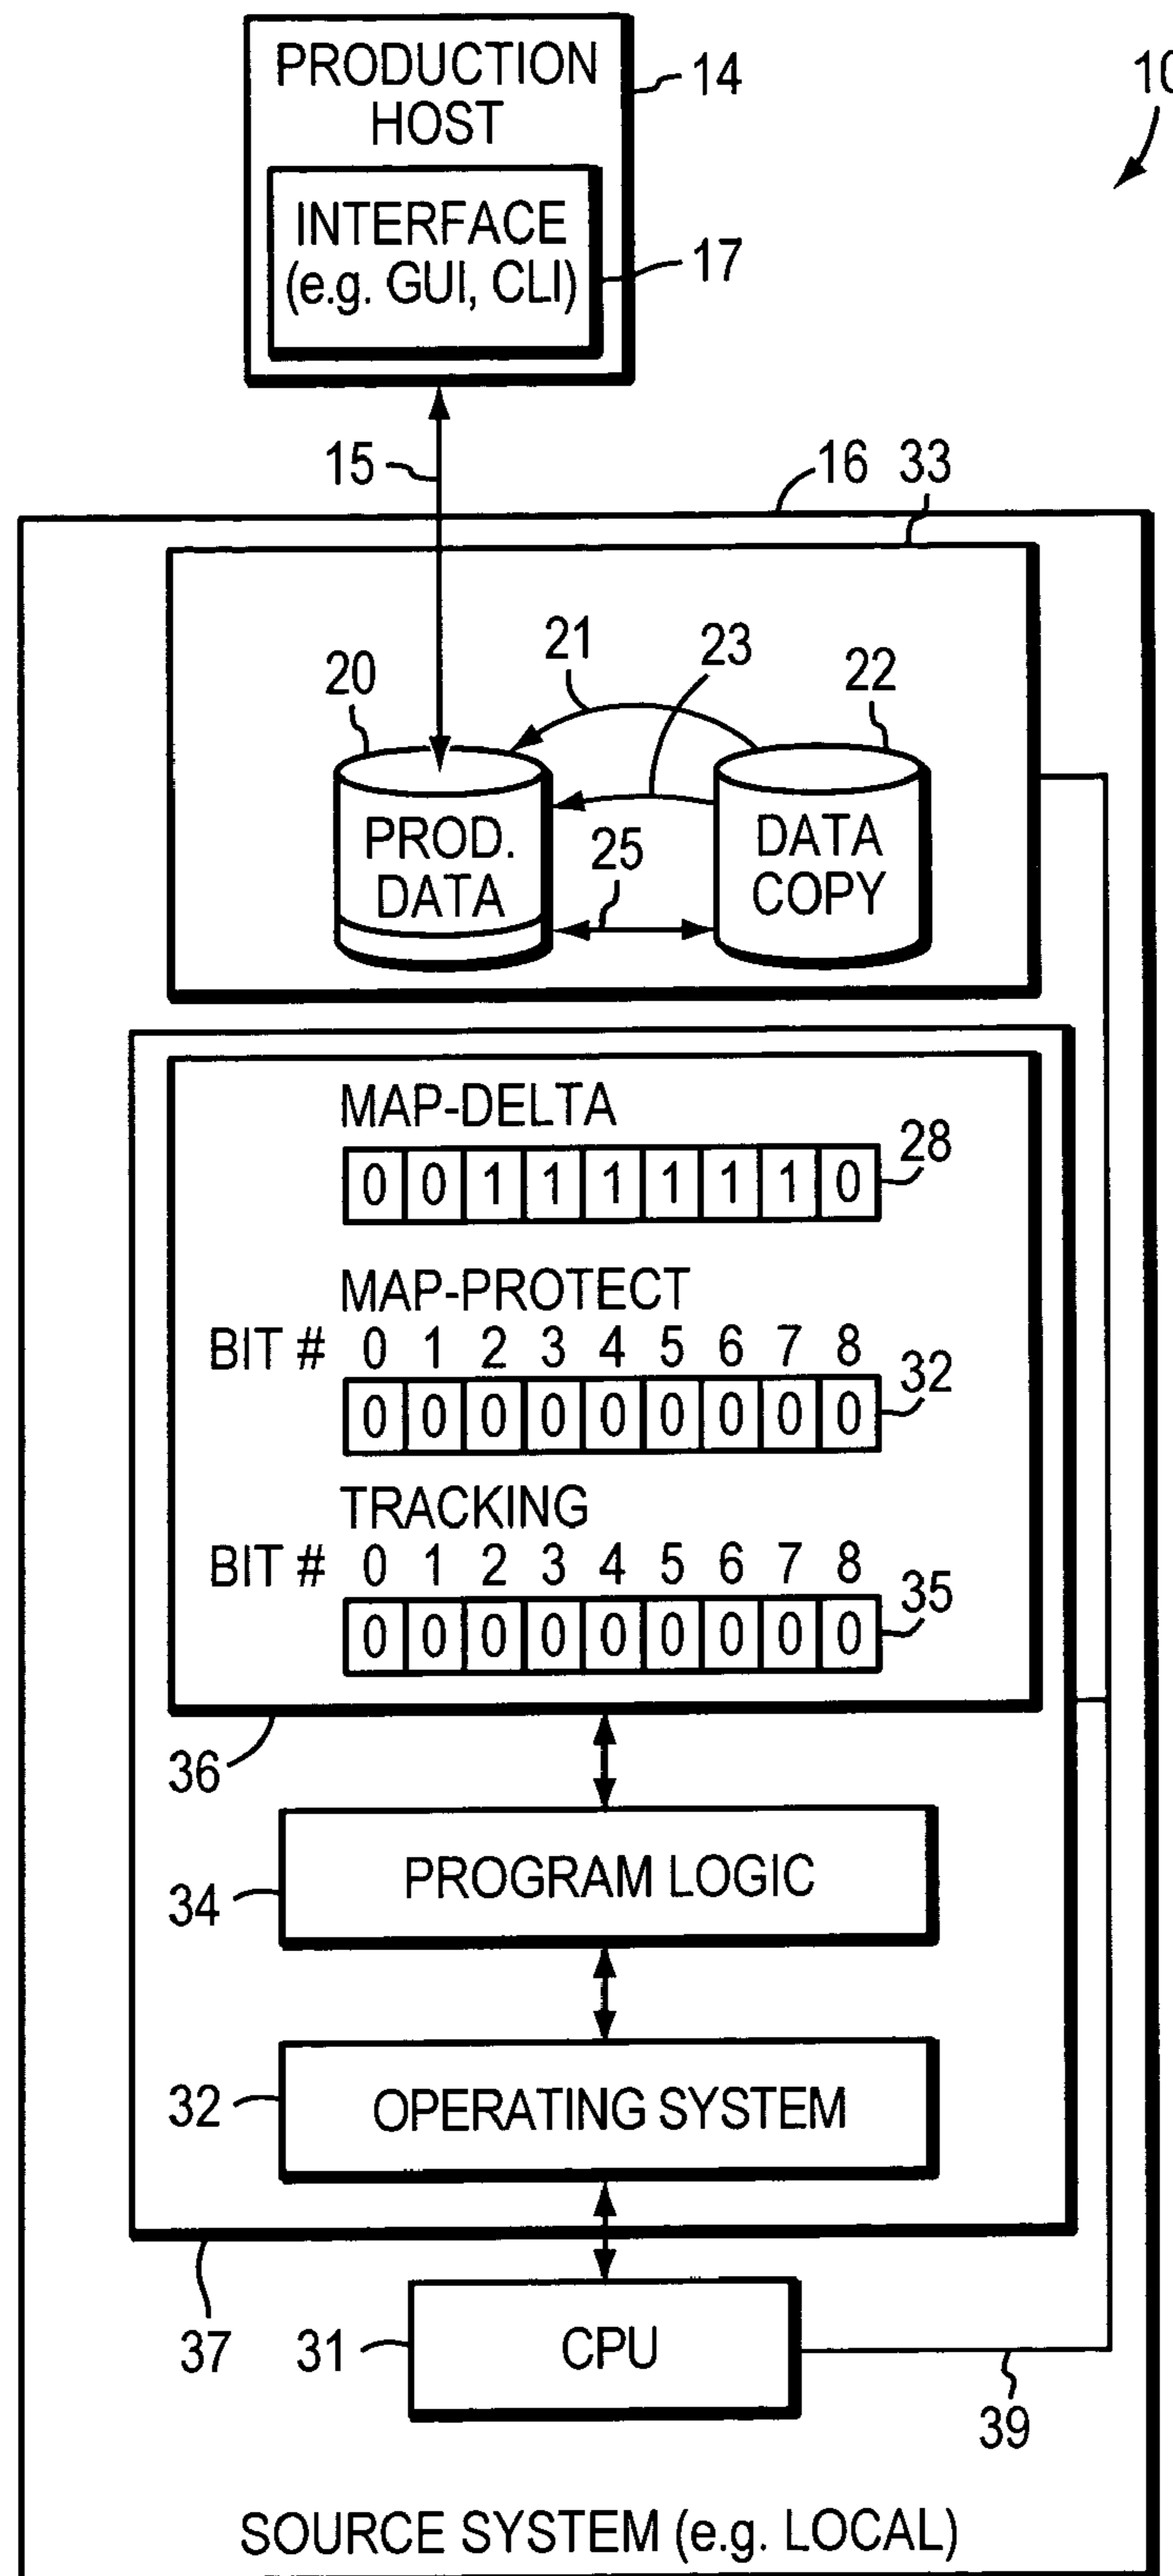 PRODUCTION
HOST
14
10
INTERFACE
(e.g. GUI, CLI)
17
15
16
33
21
23
20
22
PROD.
DATA
25
DATA
COPY
MAP-DELTA
0 0 1 1 1 1 1 1 0
28
MAP-PROTECT
BIT # 0 1 2 3 4 5 6 7 8
0 0 0 0 0 0 0 0 0
32
TRACKING
BIT # 0 1 2 3 4 5 6 7 8
0 0 0 0 0 0 0 0 0
35
36
PROGRAM LOGIC
34
OPERATING SYSTEM
32
37
31
CPU
39
SOURCE SYSTEM (e.g. LOCAL)